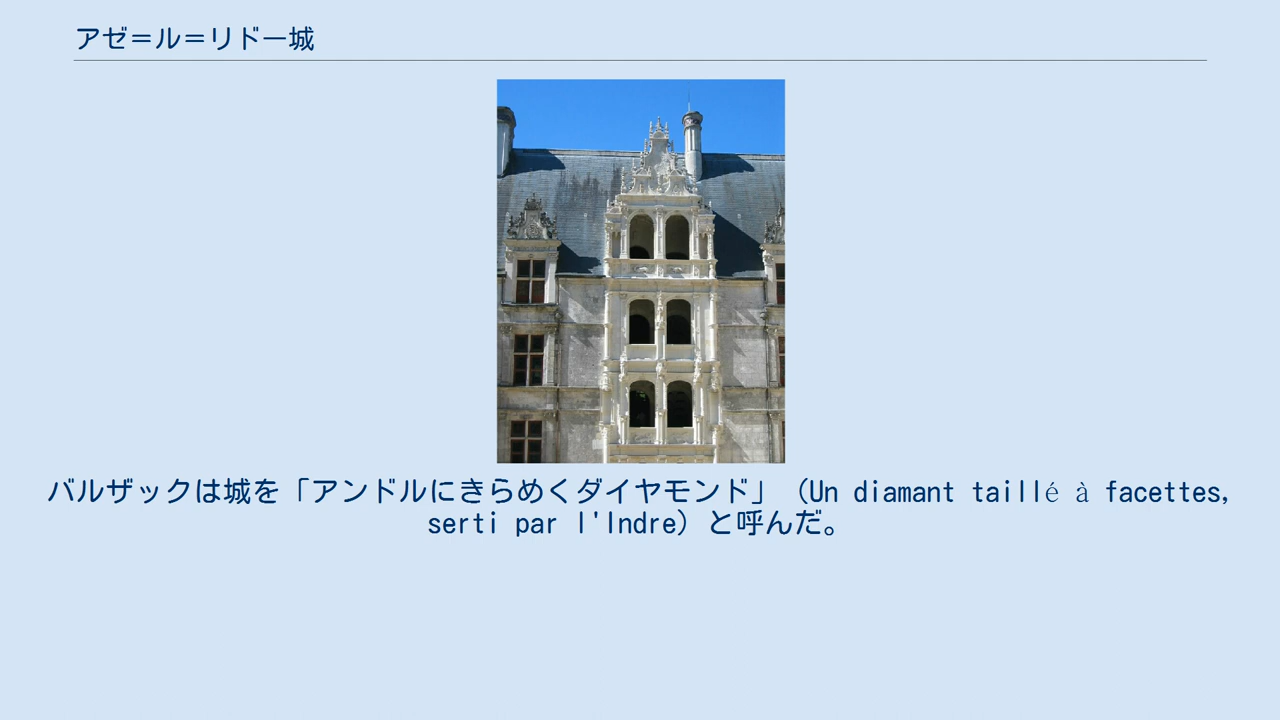 アゼ＝ル＝リドー城
バルザックは城を「アンドルにきらめくダイヤモンド」（Un diamant taillé à facettes,
serti par l'Indre）と呼んだ。